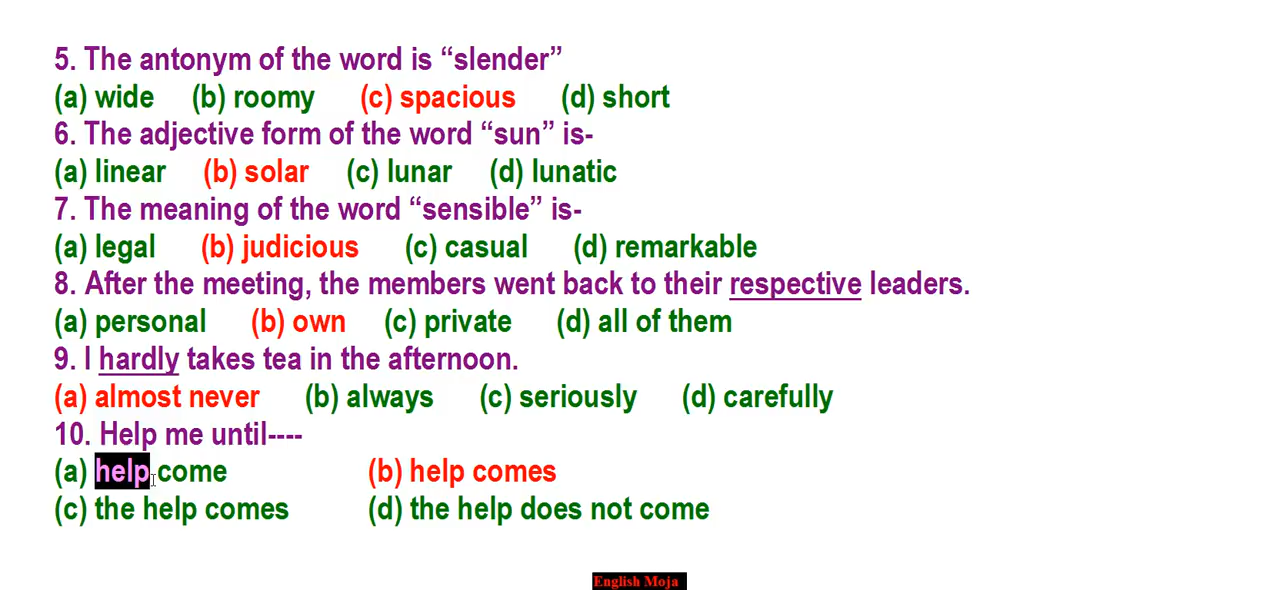 5. The antonym of the word is “slender”
(a) wide (b) roomy (c) spacious (d) short
6. The adjective form of the word “sun” is-
(a) linear (b) solar (c) lunar (d) lunatic
7. The meaning of the word “sensible” is-
(a) legal (b) judicious (c) casual (d) remarkable
8. After the meeting, the members went back to their respective leaders.
(a) personal (b) own (c) private (d) all of them
9. I hardly takes tea in the afternoon.
(a) almost never (b) always (c) seriously (d) carefully
10. Help me until----
(a) help come (b) help comes
(c) the help comes (d) the help does not come
English Moja